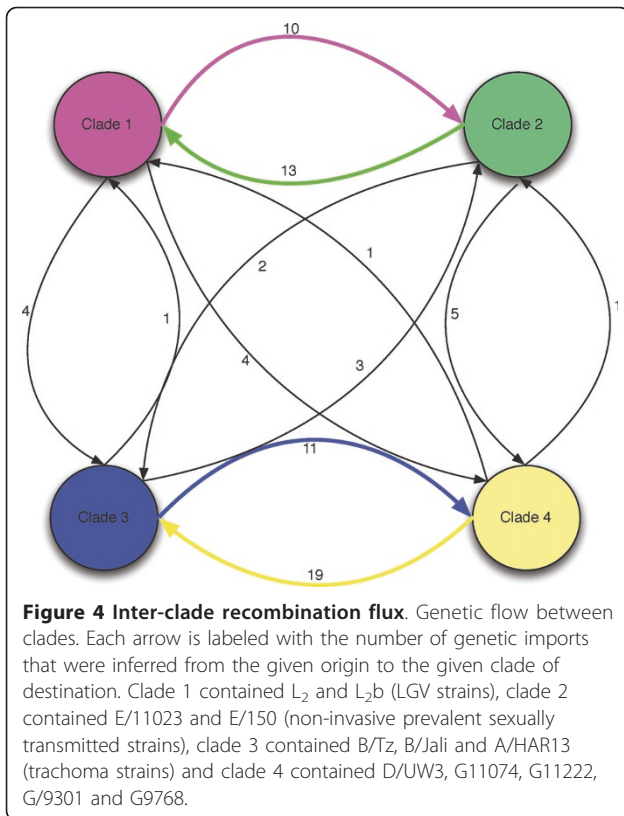 10
Clade 1
Clade 2
13
4
1
2
1
5
1
4
3
11
Clade 3
Clade 4
19
Figure 4 Inter-clade recombination flux. Genetic flow between
clades. Each arrow is labeled with the number of genetic imports
that were inferred from the given origin to the given clade of
destination. Clade 1 contained L₂ and L₂b (LGV strains), clade 2
contained E/11023 and E/150 (non-invasive prevalent sexually
transmitted strains), clade 3 contained B/Tz, B/Jali and A/HAR13
(trachoma strains) and clade 4 contained D/UW3, G11074, G11222,
G/9301 and G9768.